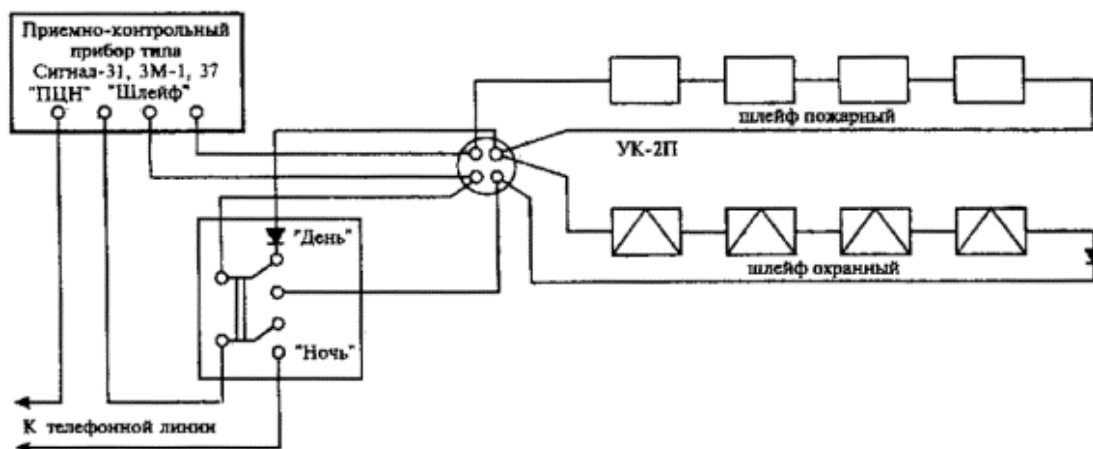 Приемно-контрольный
прибор типа
Сигнал-31, 3М-1, 37
"ПЦН" "Шлейф"
шлейф пожарный
УК-2П
"День"
шлейф охранный
"Ночь"
К телефонной линии